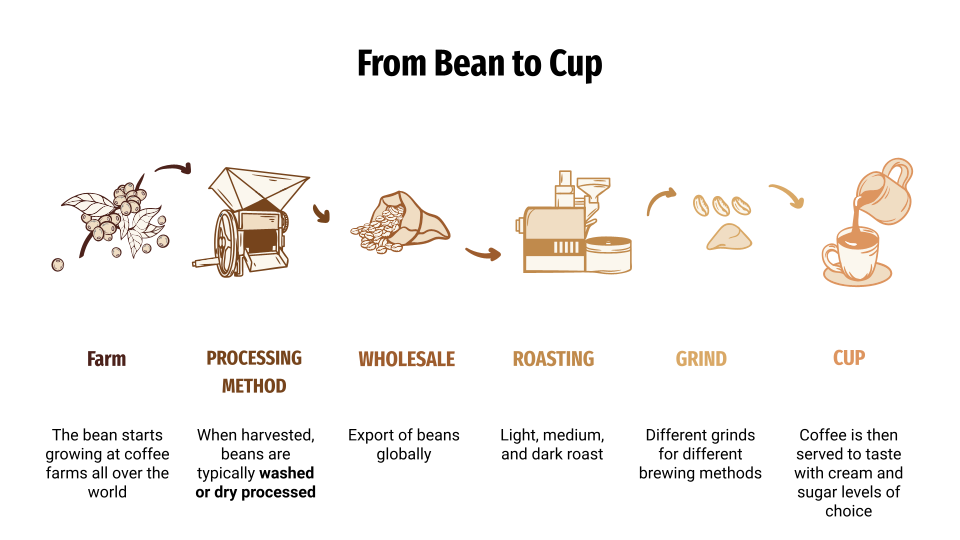 From Bean to Cup
Farm
The bean starts
growing at coffee
farms all over the
world
PROCESSING
METHOD
When harvested,
beans are
typically washed
or dry processed
WHOLESALE
Export of beans
globally
ROASTING
Light, medium,
and dark roast
GRIND
Different grinds
for different
brewing methods
CUP
Coffee is then
served to taste
with cream and
sugar levels of
choice